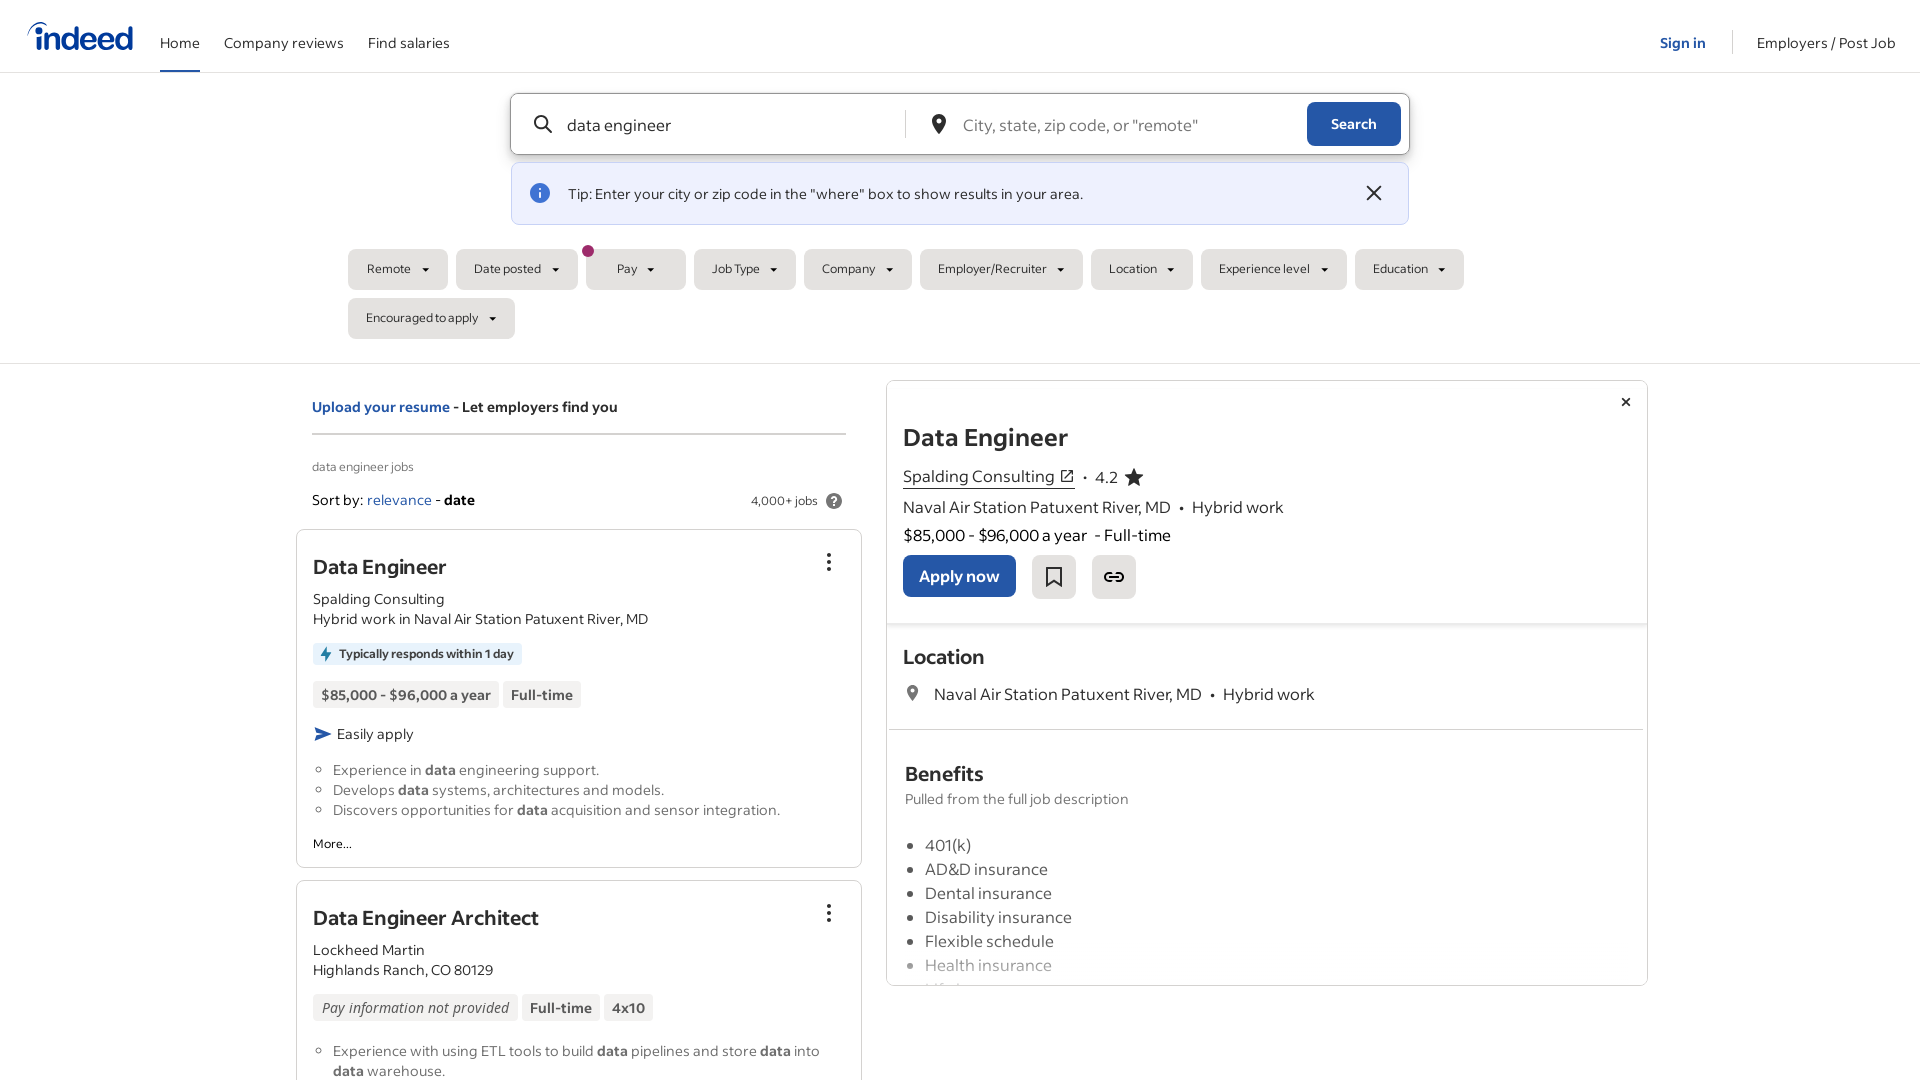 indeed
Home
Company reviews
Find salaries
Sign in
Employers / Post Job
data engineer
City, state, zip code, or "remote"
Search
Tip: Enter your city or zip code in the "where" box to show results in your area.
Remote
Date posted
Pay
Job Type
Company
Employer/Recruiter
Location
Experience level
Education
Encouraged to apply
Upload your resume - Let employers find you
data engineer jobs
Sort by: relevance - date
4,000+ jobs
Data Engineer
Spalding Consulting
Hybrid work in Naval Air Station Patuxent River, MD
Typically responds within 1 day
$85,000 - $96,000 a year
Full-time
Easily apply
Experience in data engineering support.
Develops data systems, architectures and models.
Discovers opportunities for data acquisition and sensor integration.
More...
Data Engineer Architect
Lockheed Martin
Highlands Ranch, CO 80129
Pay information not provided
Full-time
4x10
Experience with using ETL tools to build data pipelines and store data into
data warehouse.
Data Engineer
Spalding Consulting
• 4.2
Naval Air Station Patuxent River, MD • Hybrid work
$85,000 - $96,000 a year - Full-time
Apply now
Location
Naval Air Station Patuxent River, MD • Hybrid work
Benefits
Pulled from the full job description
401(k)
AD&D insurance
Dental insurance
Disability insurance
Flexible schedule
Health insurance